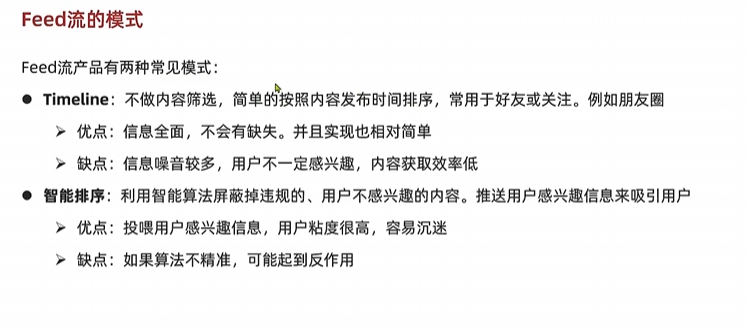 Feed流的模式
Feed流产品有两种常见模式：
● Timeline：不做内容筛选，简单的按照内容发布时间排序，常用于好友或关注。例如朋友圈
➢ 优点：信息全面，不会有缺失。并且实现也相对简单
➢ 缺点：信息噪音较多，用户不一定感兴趣，内容获取效率低
● 智能排序：利用智能算法屏蔽掉违规的、用户不感兴趣的内容。推送用户感兴趣信息来吸引用户
➢ 优点：投喂用户感兴趣信息，用户粘度很高，容易沉迷
➢ 缺点：如果算法不精准，可能起到反作用